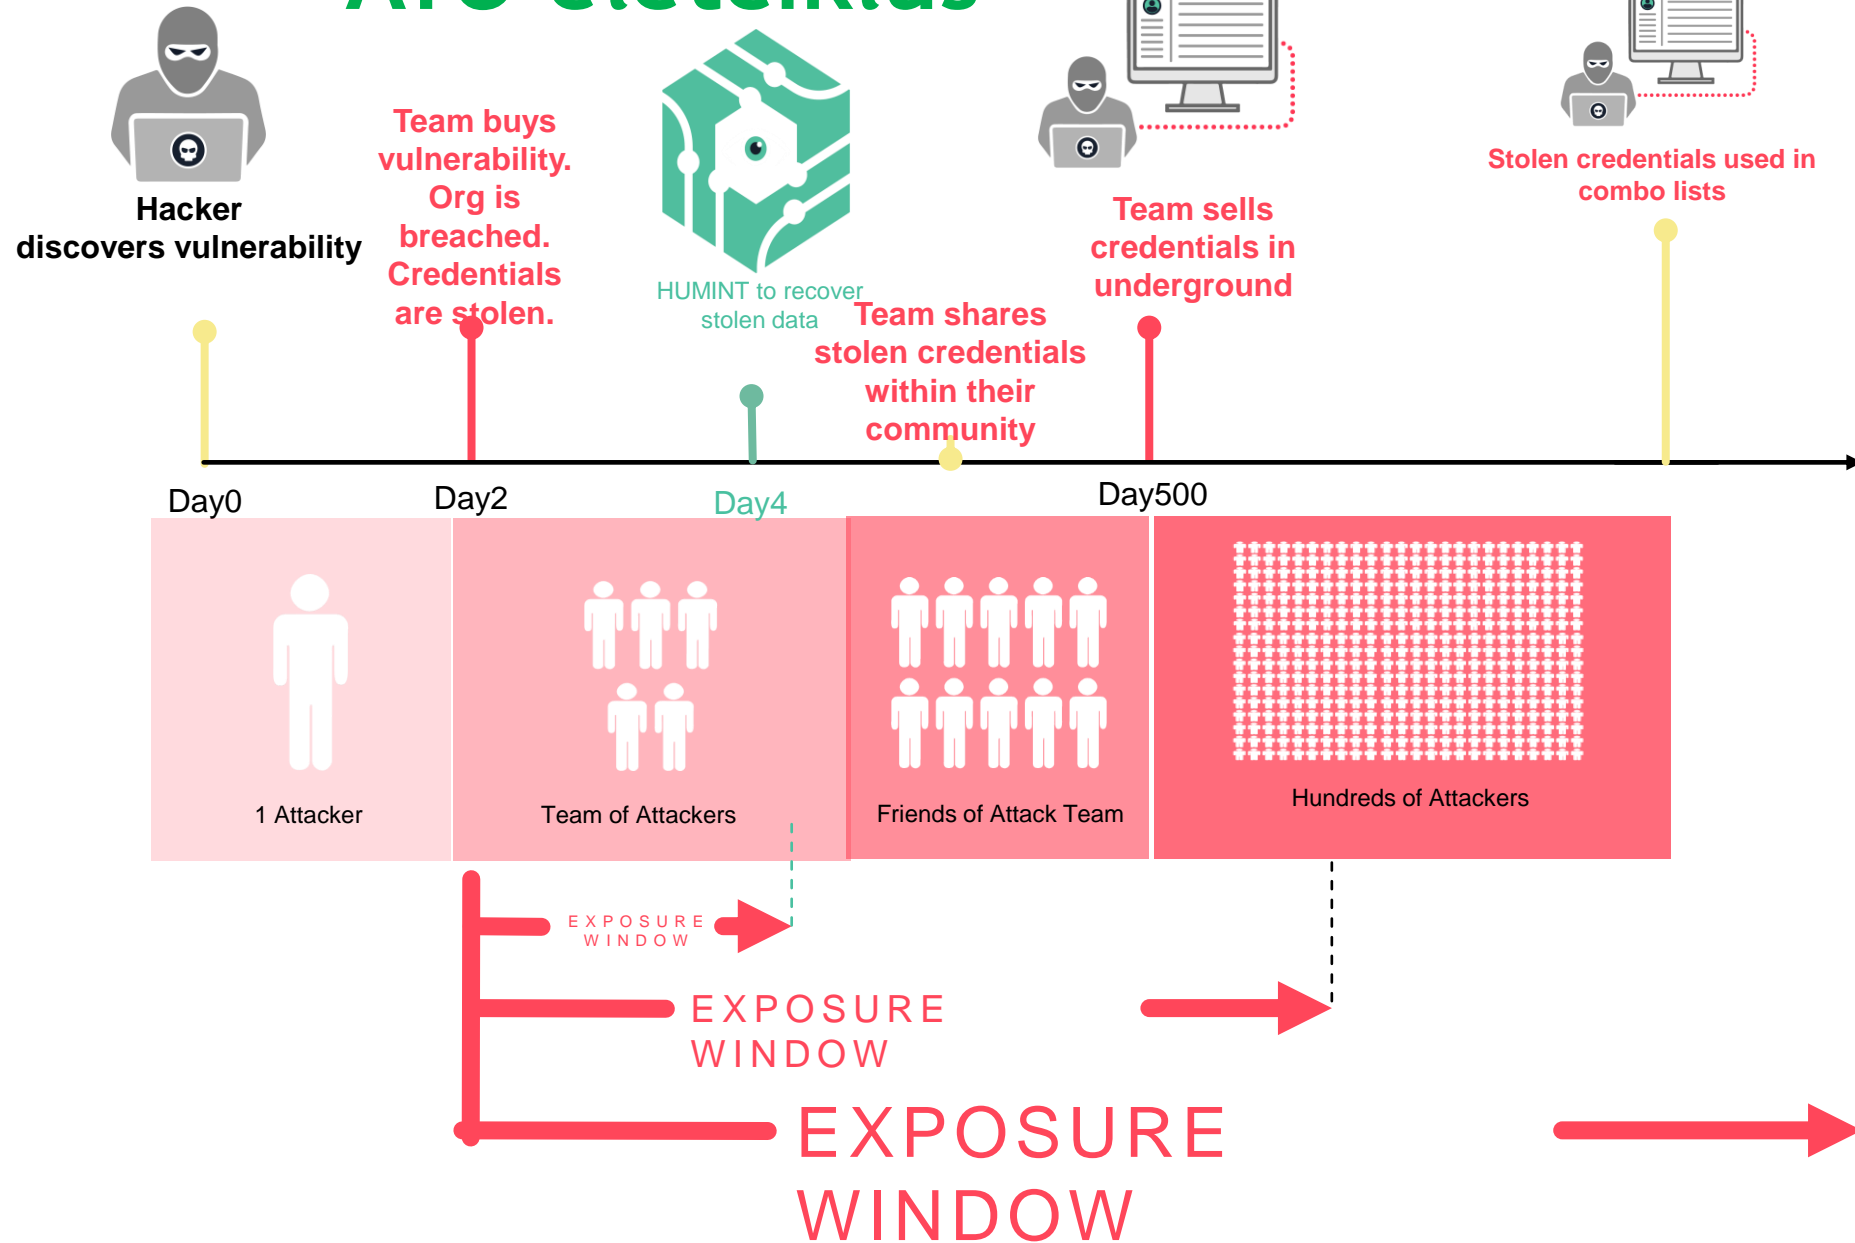 ATO életciklus
Hacker
discovers vulnerability
Team buys
vulnerability.
Org is
breached.
Credentials
are stolen.
HUMINT to recover
stolen data
Team shares
stolen credentials
within their
community
Team sells
credentials in
underground
Stolen credentials used in
combo lists
Day0
Day2
Day4
Day500
1 Attacker
Team of Attackers
Friends of Attack Team
Hundreds of Attackers
EXPOSURE
WINDOW
EXPOSURE
WINDOW
EXPOSURE
WINDOW